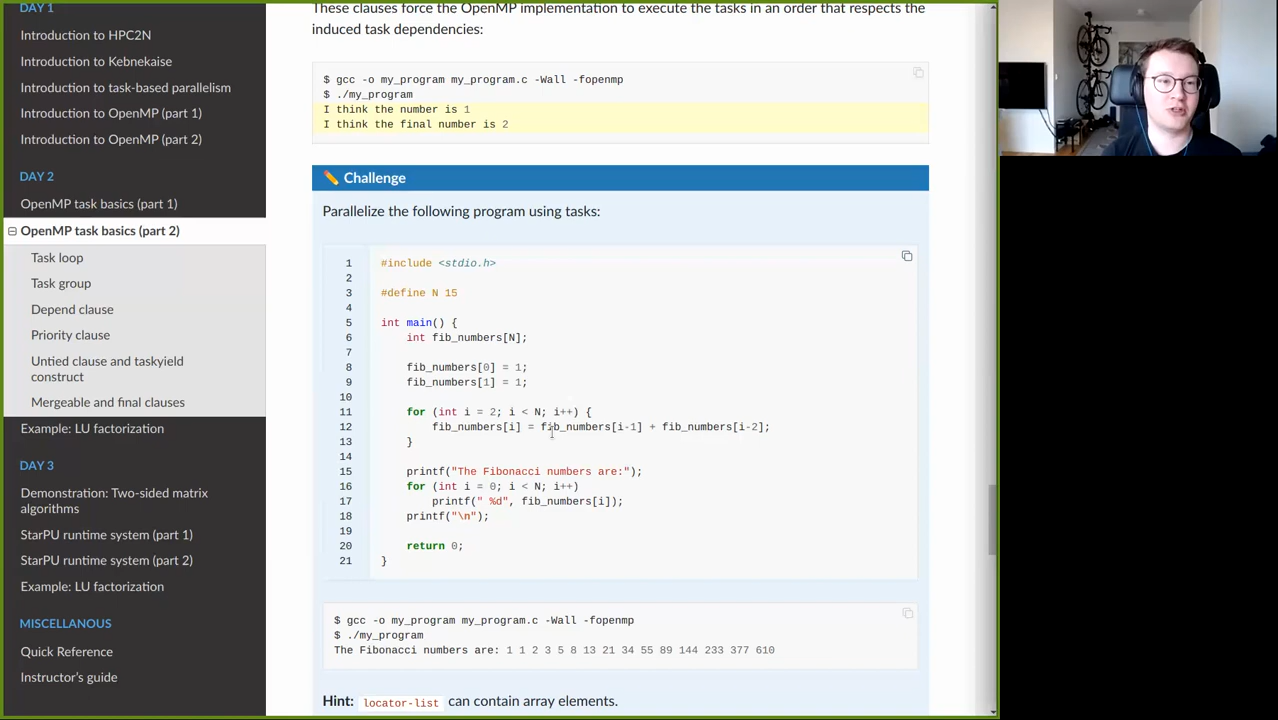 DAY 1
Introduction to HPC2N
Introduction to Kebnekaise
Introduction to task-based parallelism
Introduction to OpenMP (part 1)
Introduction to OpenMP (part 2)
DAY 2
OpenMP task basics (part 1)
OpenMP task basics (part 2)
Task loop
Task group
Depend clause
Priority clause
Untied clause and taskyield
construct
Mergeable and final clauses
Example: LU factorization
DAY 3
Demonstration: Two-sided matrix
algorithms
StarPU runtime system (part 1)
StarPU runtime system (part 2)
Example: LU factorization
MISCELLANOUS
Quick Reference
Instructor's guide
These clauses force the OpenMP implementation to execute the tasks in an order that respects the
induced task dependencies:
$ gcc -o my_program my_program.c -Wall -fopenmp
$ ./my_program
I think the number is 1
I think the final number is 2
Challenge
Parallelize the following program using tasks:
1 #include <stdio.h>
2
3 #define N 15
4
5 int main() {
6 int fib_numbers[N];
7
8 fib_numbers[0] = 1;
9 fib_numbers[1] = 1;
10
11 for (int i = 2; i < N; i++) {
12 fib_numbers[i] = fib_numbers[i-1] + fib_numbers[i-2];
13 }
14
15 printf("The Fibonacci numbers are:");
16 for (int i = 0; i < N; i++)
17 printf(" %d", fib_numbers[i]);
18 printf("\n");
19
20 return 0;
21 }
$ gcc -o my_program my_program.c -Wall -fopenmp
$ ./my_program
The Fibonacci numbers are: 1 1 2 3 5 8 13 21 34 55 89 144 233 377 610
Hint: locator-list can contain array elements.